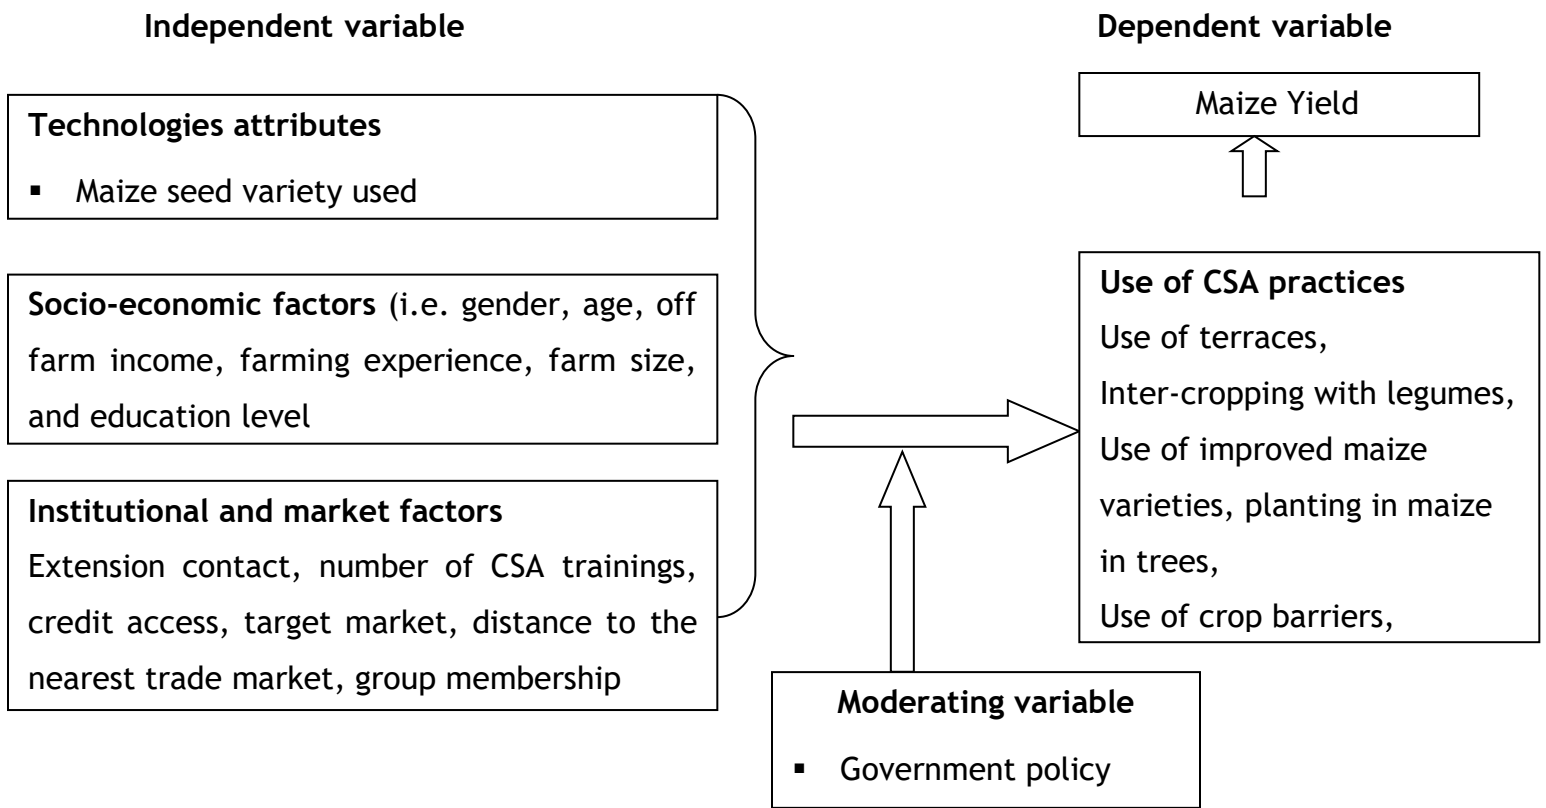 Independent variable
Dependent variable
Technologies attributes
▪ Maize seed variety used
Socio-economic factors (i.e. gender, age, off
farm income, farming experience, farm size,
and education level
Institutional and market factors
Extension contact, number of CSA trainings,
credit access, target market, distance to the
nearest trade market, group membership
Maize Yield
Use of CSA practices
Use of terraces,
Inter-cropping with legumes,
Use of improved maize
varieties, planting in maize
in trees,
Use of crop barriers,
Moderating variable
▪ Government policy